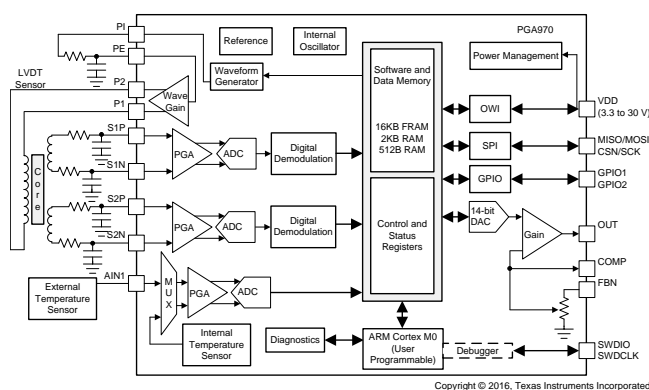 PI
PGA970
Reference
Internal
Oscillator
PE
LVDT
Sensor
P2
Waveform
Generator
Software and
Data Memory
Power Management
Wave
Gain
P1
VDD
(3.3 to 30 V)
OWI
16KB FRAM
2KB RAM
512B RAM
S1P
SPI
MISO/MOSI
CSN/SCK
PGA
ADC
Digital
Demodulation
S1N
GPIO
GPIO1
GPIO2
Core
S2P
Control and
Status
Registers
14-bit
DAC
OUT
PGA
ADC
Digital
Demodulation
Gain
S2N
COMP
AIN1
FBN
External
Temperature
Sensor
MUX
PGA
ADC
Internal
Temperature
Sensor
Diagnostics
ARM Cortex M0
(User
Programmable)
Debugger
SWDIO
SWDCLK
Copyright © 2016, Texas Instruments Incorporated